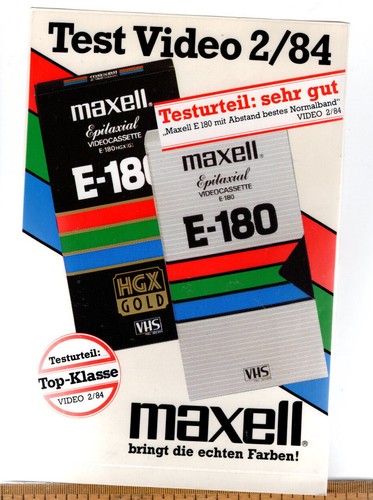 Test Video 2/84
maxell®
Epitaxial
VIDEOCASSETTE
E-180HGX(G)
E-180
HGX
GOLD
VHS
Testurteil: sehr gut
„Maxell E 180 mit Abstand bestes Normalband“
VIDEO 2/84
maxell®
Epitaxial
VIDEOCASSETTE
E-180
E-180
VHS
Testurteil:
Top-Klasse
VIDEO 2/84
maxell®
bringt die echten Farben!